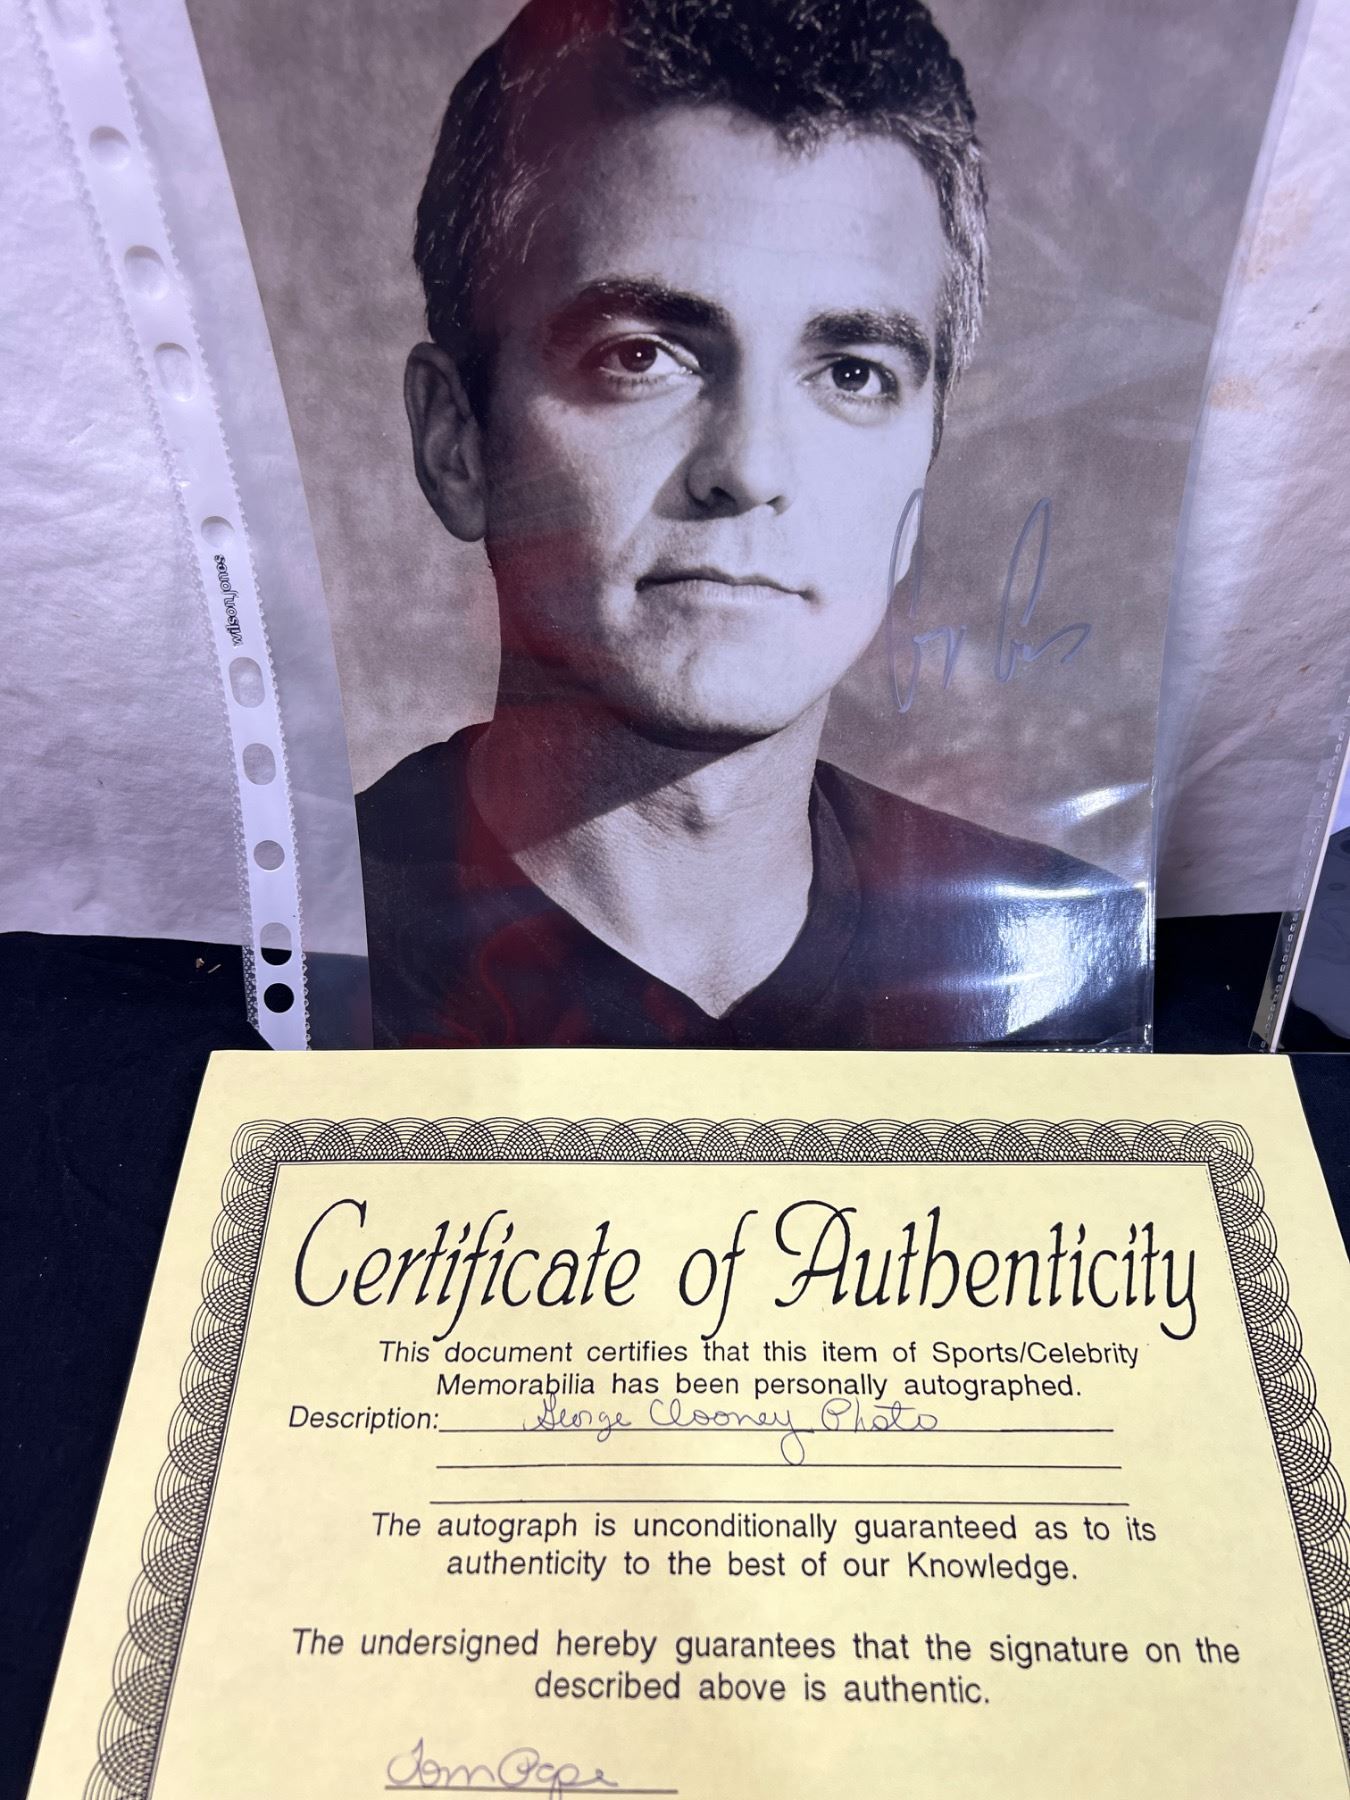 wilson jones
Certificate of Authenticity
This document certifies that this item of Sports/Celebrity
Memorabilia has been personally autographed.
Description: George Clooney Photo
The autograph is unconditionally guaranteed as to its
authenticity to the best of our Knowledge.
The undersigned hereby guarantees that the signature on the
described above is authentic.
Tom Pape